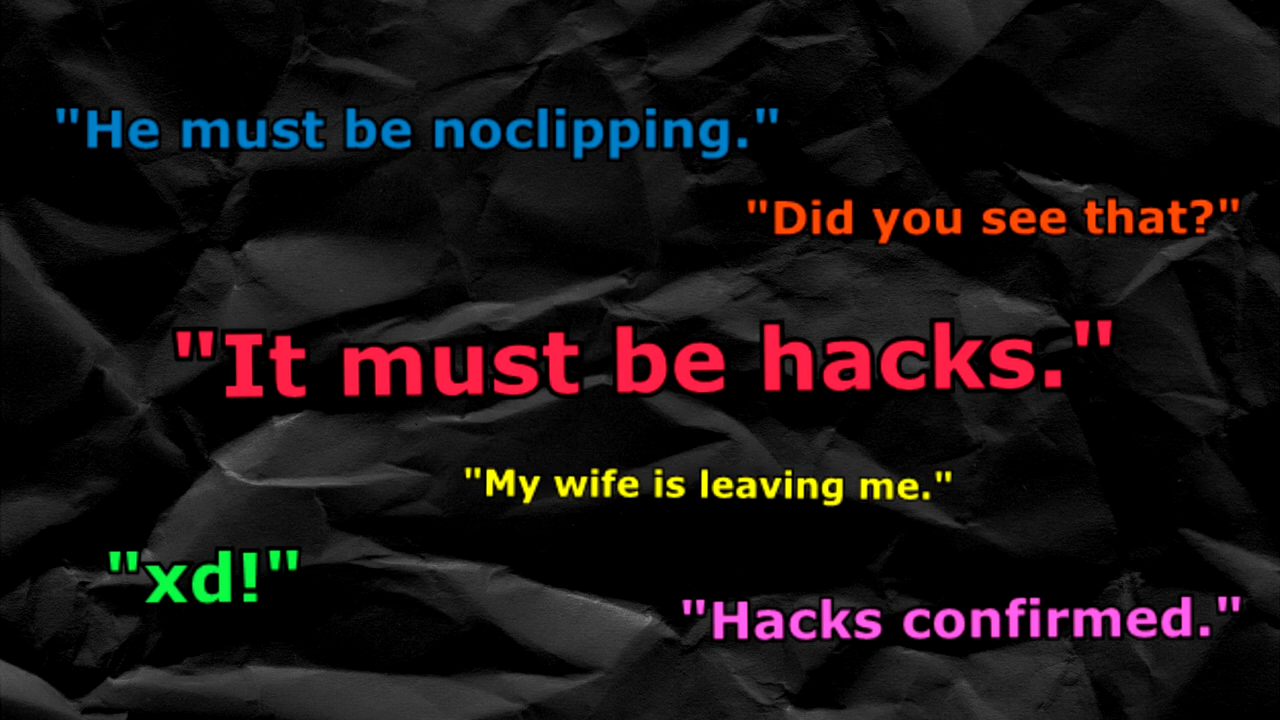 "He must be noclipping."
"Did you see that?"
"It must be hacks."
"My wife is leaving me."
"xd!"
"Hacks confirmed."